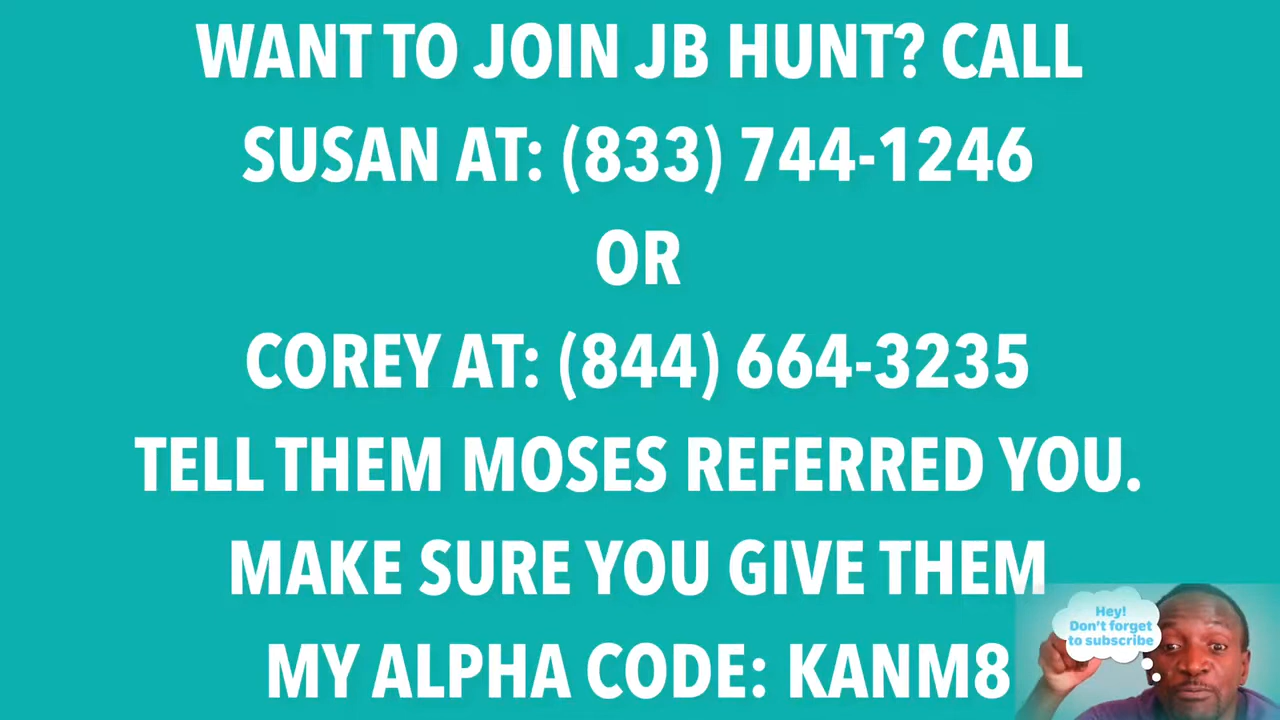 WANT TO JOIN JB HUNT? CALL
SUSAN AT: (833) 744-1246
OR
COREY AT: (844) 664-3235
TELL THEM MOSES REFERRED YOU.
MAKE SURE YOU GIVE THEM
MY ALPHA CODE: KANM8
Hey!
Don't forget
to subscribe